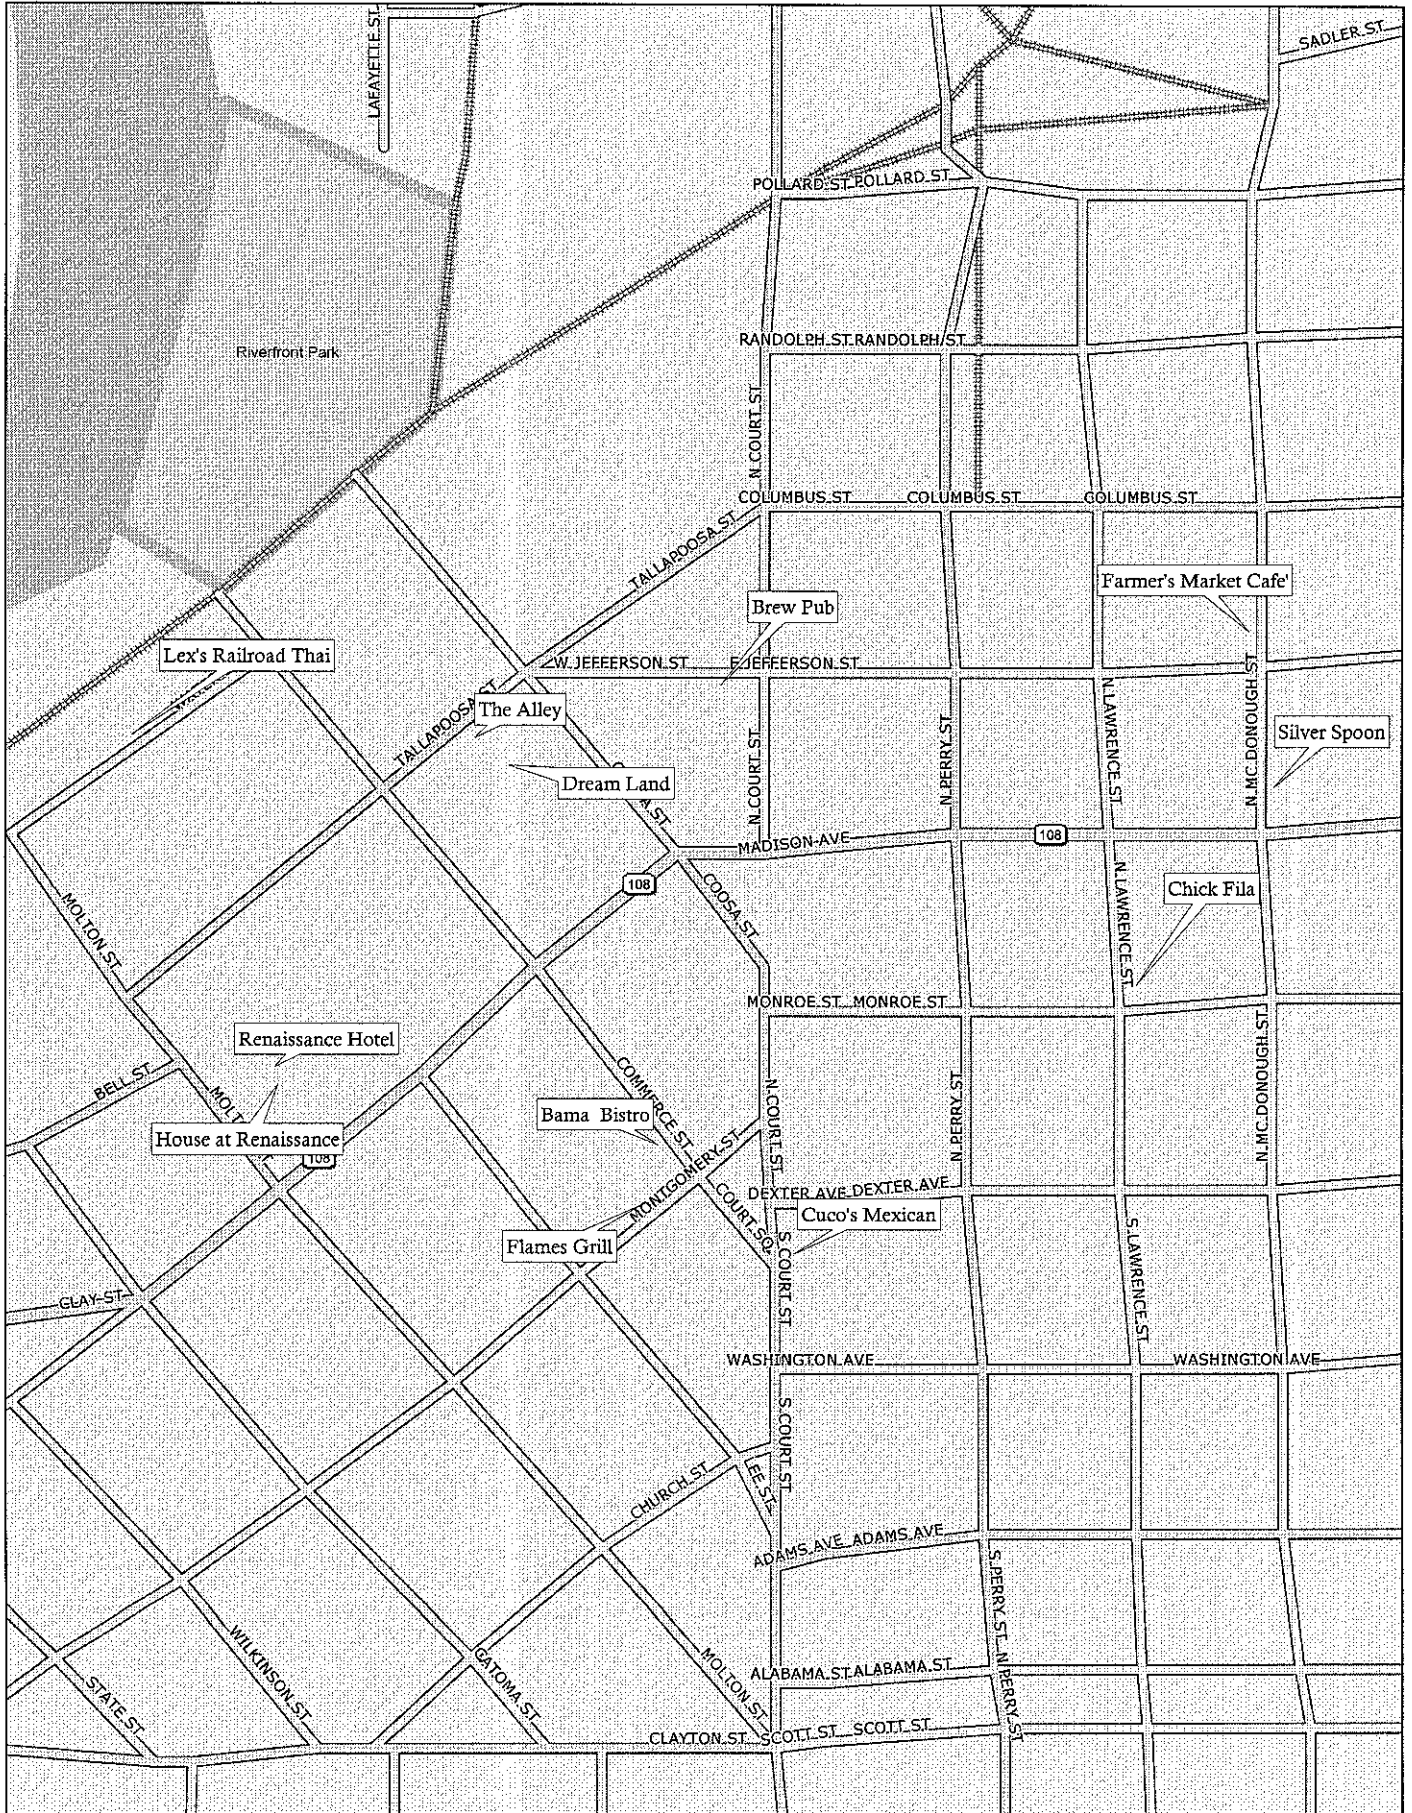 LAFAYETTE ST
SADLER ST
POLLARD ST POLLARD ST
Riverfront Park
RANDOLPH ST RANDOLPH ST
N COURT ST
COLUMBUS ST
COLUMBUS ST
COLUMBUS ST
TALLAPOOSA ST
Farmer's Market Cafe'
Brew Pub
Lex's Railroad Thai
W JEFFERSON ST
E JEFFERSON ST
TALLAPOOSA ST
The Alley
N COURT ST
N PERRY ST
N LAWRENCE ST
N MC DONOUGH ST
Silver Spoon
Dream Land
MADISON AVE
108
108
COOSA ST
N LAWRENCE ST
Chick Fila
MOLTON ST
MONROE ST MONROE ST
Renaissance Hotel
BELL ST
COMMERCE ST
N COURT ST
N PERRY ST
N MC DONOUGH ST
Bama Bistro
House at Renaissance
108
MONTGOMERY ST
DEXTER AVE DEXTER AVE
COURT SQ
Cuco's Mexican
Flames Grill
S COURT ST
S LAWRENCE ST
CLAY ST
WASHINGTON AVE
WASHINGTON AVE
S COURT ST
CHURCH ST
EE ST
ADAMS AVE ADAMS AVE
S PERRY ST
N PERRY ST
WILKINSON ST
STATE ST
CATOMA ST
MOLTON ST
ALABAMA ST ALABAMA ST
CLAYTON ST
SCOTT ST
SCOTT ST